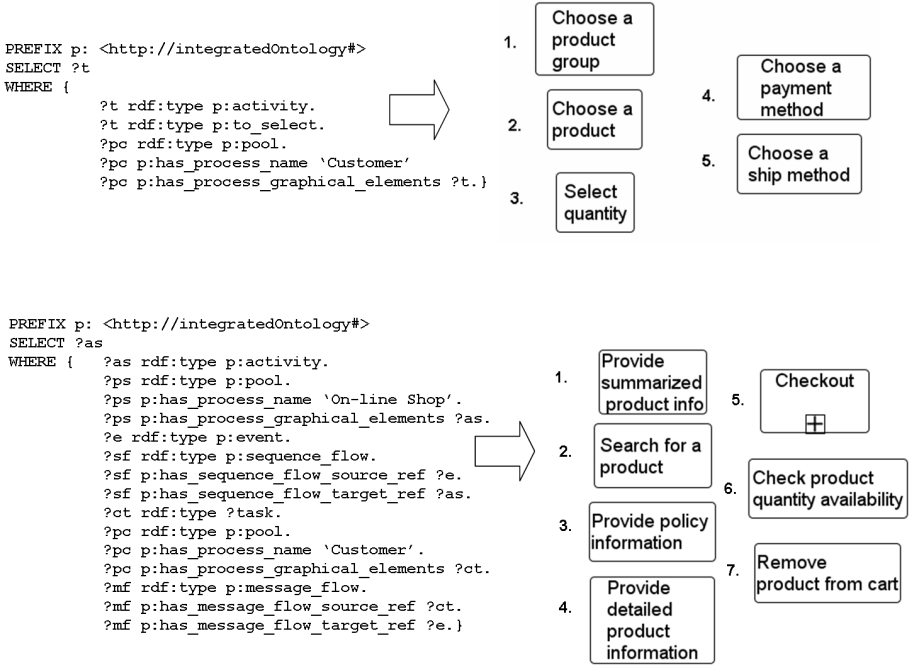 PREFIX p: <http://integratedOntology#>
SELECT ?t
WHERE {
?t rdf:type p:activity.
?t rdf:type p:to_select.
?pc rdf:type p:pool.
?pc p:has_process_name ‘Customer’
?pc p:has_process_graphical_elements ?t.}
1.
Choose a
product
group
2.
Choose a
product
3.
Select
quantity
4.
Choose a
payment
method
5.
Choose a
ship method
PREFIX p: <http://integratedOntology#>
SELECT ?as
WHERE { ?as rdf:type p:activity.
?ps rdf:type p:pool.
?ps p:has_process_name ‘On-line Shop’.
?ps p:has_process_graphical_elements ?as.
?e rdf:type p:event.
?sf rdf:type p:sequence_flow.
?sf p:has_sequence_flow_source_ref ?e.
?sf p:has_sequence_flow_target_ref ?as.
?ct rdf:type ?task.
?pc rdf:type p:pool.
?pc p:has_process_name ‘Customer’.
?pc p:has_process_graphical_elements ?ct.
?mf rdf:type p:message_flow.
?mf p:has_message_flow_source_ref ?ct.
?mf p:has_message_flow_target_ref ?e.}
1.
Provide
summarized
product info
2.
Search for a
product
3.
Provide policy
information
4.
Provide
detailed
product
information
5.
Checkout
6.
Check product
quantity availability
7.
Remove
product from cart